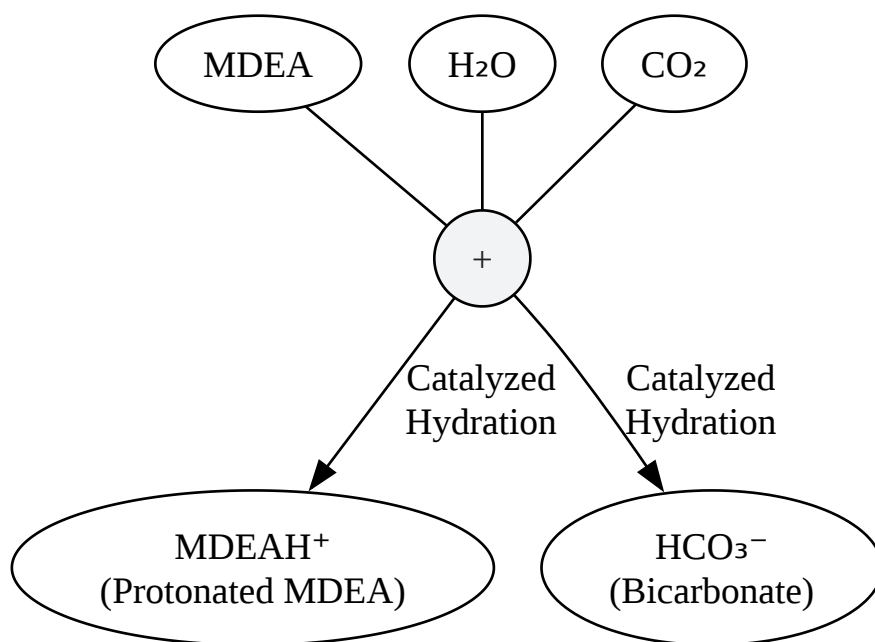 MDEA
H₂O
CO₂
+
Catalyzed
Hydration
Catalyzed
Hydration
MDEAH⁺
(Protonated MDEA)
HCO₃⁻
(Bicarbonate)